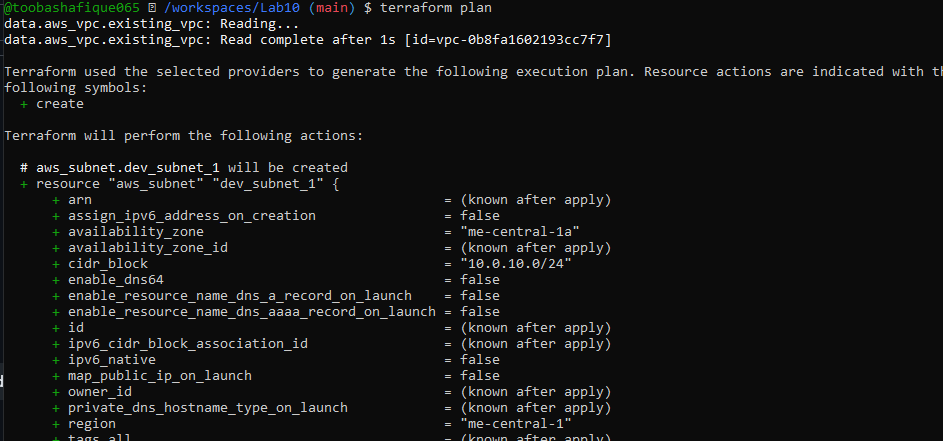 @toobashafique065 /workspaces/Lab10 (main) $ terraform plan
data.aws_vpc.existing_vpc: Reading...
data.aws_vpc.existing_vpc: Read complete after 1s [id=vpc-0b8fa1602193cc7f7]
Terraform used the selected providers to generate the following execution plan. Resource actions are indicated with
following symbols:
+ create
Terraform will perform the following actions:
# aws_subnet.dev_subnet_1 will be created
+ resource "aws_subnet" "dev_subnet_1" {
+ arn = (known after apply)
+ assign_ipv6_address_on_creation = false
+ availability_zone = "me-central-1a"
+ availability_zone_id = (known after apply)
+ cidr_block = "10.0.10.0/24"
+ enable_dns64 = false
+ enable_resource_name_dns_a_record_on_launch = false
+ enable_resource_name_dns_aaaa_record_on_launch = false
+ id = (known after apply)
+ ipv6_cidr_block_association_id = (known after apply)
+ ipv6_native = false
+ map_public_ip_on_launch = false
+ owner_id = (known after apply)
+ private_dns_hostname_type_on_launch = (known after apply)
+ region = "me-central-1"
+ tags_all = (known after apply)